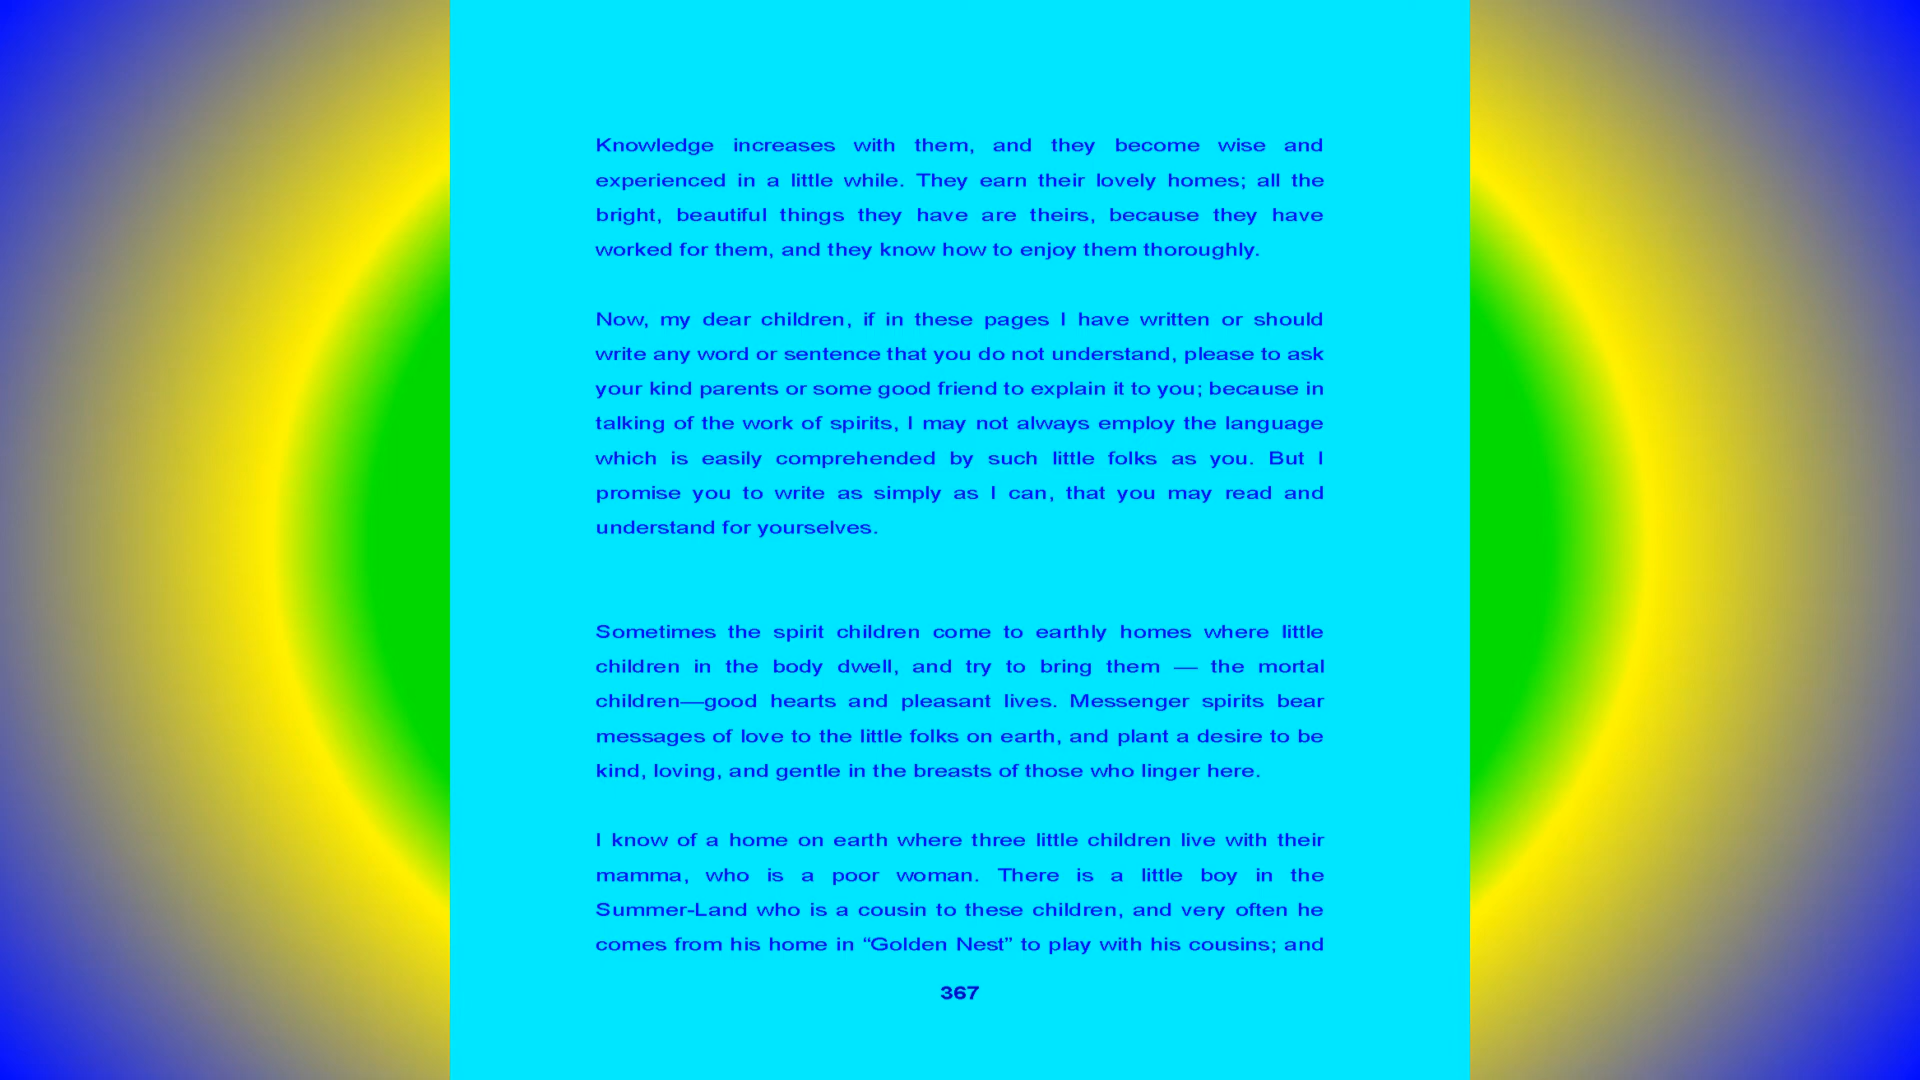 Knowledge increases with them, and they become wise and
experienced in a little while. They earn their lovely homes; all the
bright, beautiful things they have are theirs, because they have
worked for them, and they know how to enjoy them thoroughly.
Now, my dear children, if in these pages I have written or should
write any word or sentence that you do not understand, please to ask
your kind parents or some good friend to explain it to you; because in
talking of the work of spirits, I may not always employ the language
which is easily comprehended by such little folks as you. But I
promise you to write as simply as I can, that you may read and
understand for yourselves.
Sometimes the spirit children come to earthly homes where little
children in the body dwell, and try to bring them — the mortal
children—good hearts and pleasant lives. Messenger spirits bear
messages of love to the little folks on earth, and plant a desire to be
kind, loving, and gentle in the breasts of those who linger here.
I know of a home on earth where three little children live with their
mamma, who is a poor woman. There is a little boy in the
Summer-Land who is a cousin to these children, and very often he
comes from his home in “Golden Nest” to play with his cousins; and
367